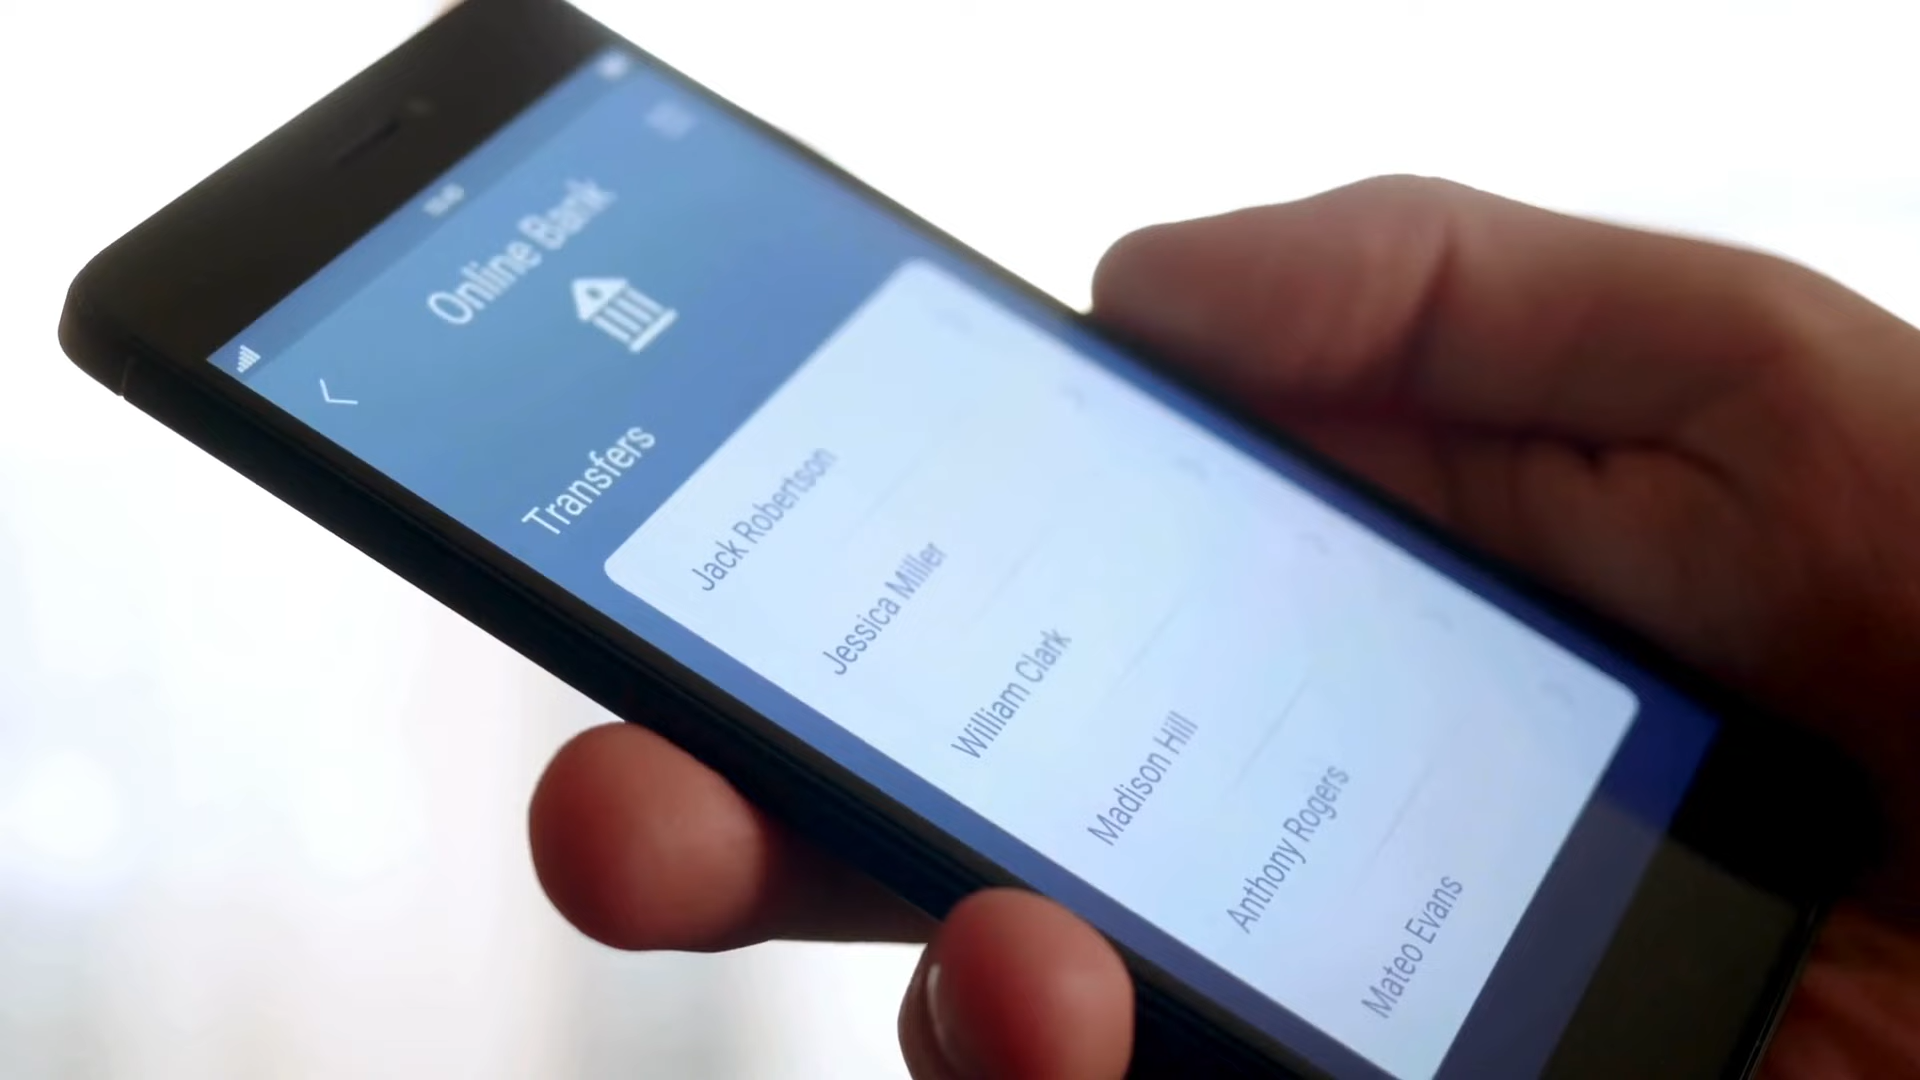 Online Bank
Transfers
Jack Robertson
Jessica Miller
William Clark
Madison Hill
Anthony Rogers
Mateo Evans